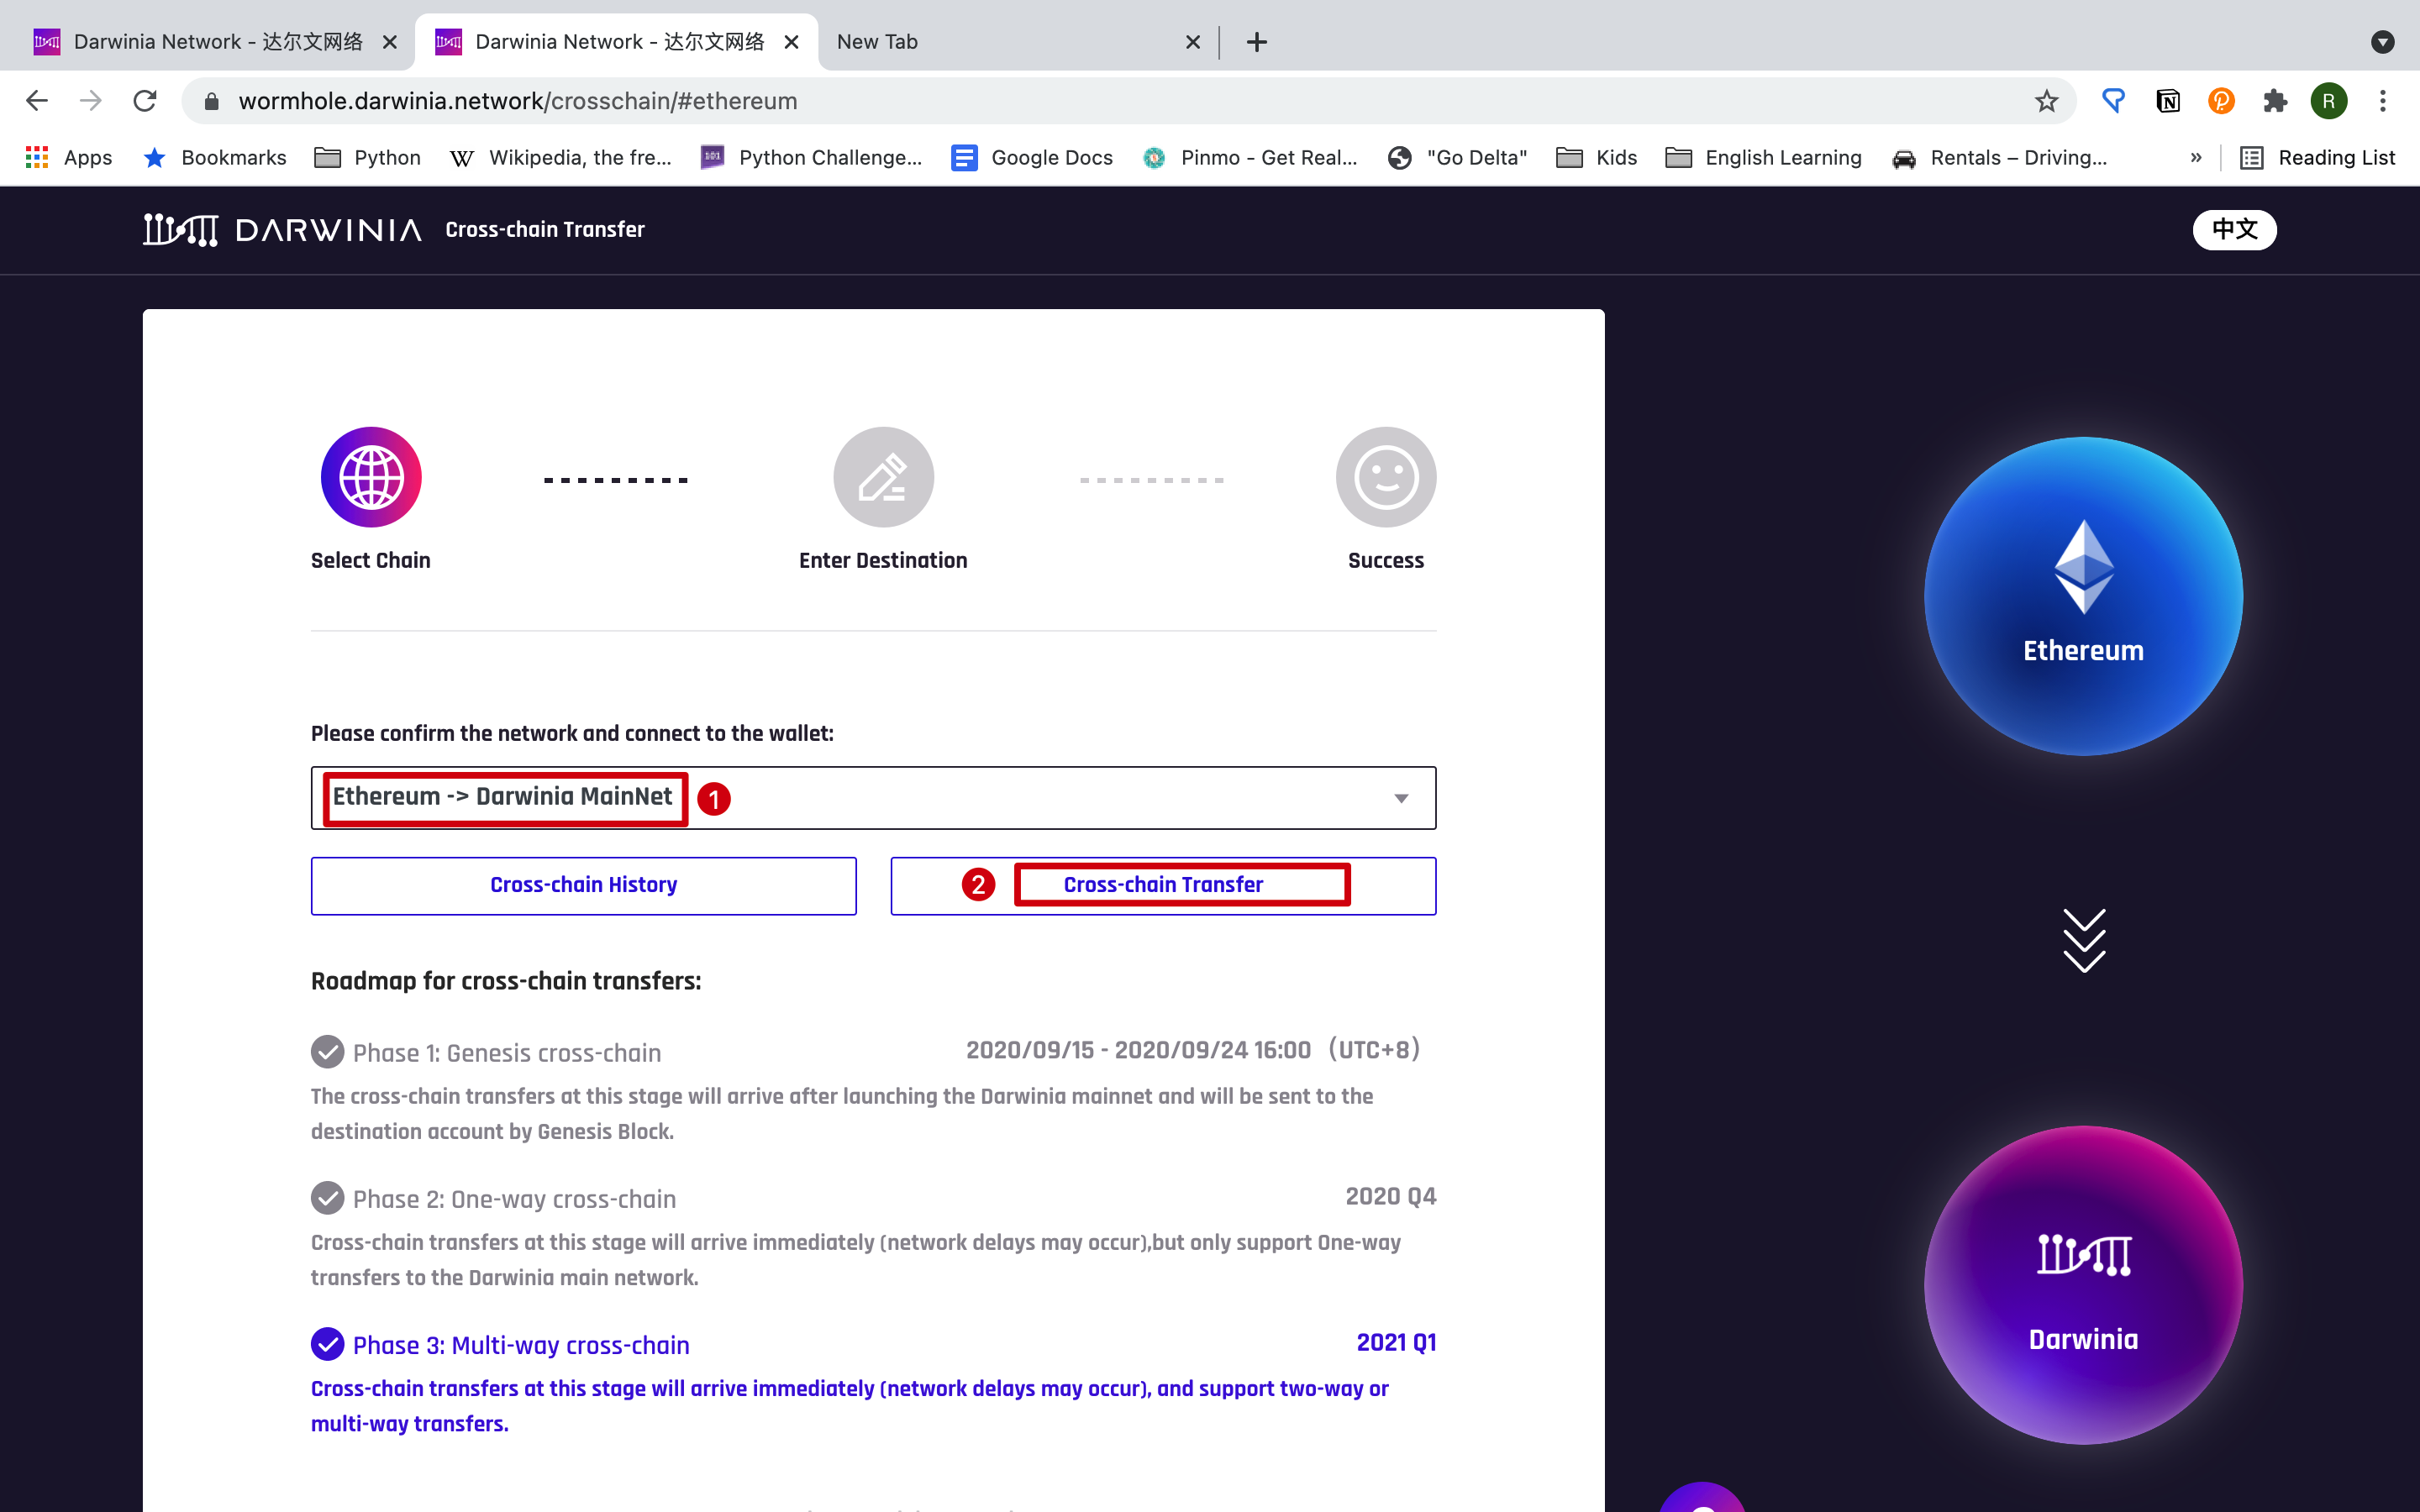 Darwinia Network - 达尔文网络
Darwinia Network - 达尔文网络
New Tab
wormhole.darwinia.network/crosschain/#ethereum
R
Apps
Bookmarks
Python
W Wikipedia, the fre...
101 Python Challenge...
Google Docs
Pinmo - Get Real...
"Go Delta"
Kids
English Learning
Rentals – Driving...
»
Reading List
DARWINIA Cross-chain Transfer
中文
Select Chain
Enter Destination
Success
Please confirm the network and connect to the wallet:
Ethereum -> Darwinia MainNet 1
Cross-chain History
2 Cross-chain Transfer
Roadmap for cross-chain transfers:
Phase 1: Genesis cross-chain 2020/09/15 - 2020/09/24 16:00（UTC+8）
The cross-chain transfers at this stage will arrive after launching the Darwinia mainnet and will be sent to the
destination account by Genesis Block.
Phase 2: One-way cross-chain 2020 Q4
Cross-chain transfers at this stage will arrive immediately (network delays may occur),but only support One-way
transfers to the Darwinia main network.
Phase 3: Multi-way cross-chain 2021 Q1
Cross-chain transfers at this stage will arrive immediately (network delays may occur), and support two-way or
multi-way transfers.
Ethereum
Darwinia